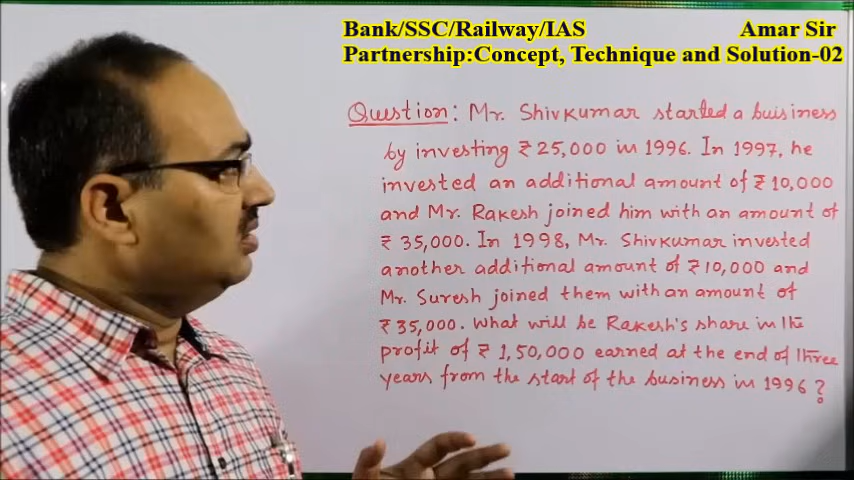 Bank/SSC/Railway/IAS Amar Sir
Partnership:Concept, Technique and Solution-02
Question: Mr. Shivkumar started a buisiness
by investing ₹25,000 in 1996. In 1997, he
invested an additional amount of ₹10,000
and Mr. Rakesh joined him with an amount of
₹ 35,000. In 1998, Mr. Shivkumar invested
another additional amount of ₹10,000 and
Mr. Suresh joined them with an amount of
₹35,000. What will be Rakesh's share in the
profit of ₹ 1,50,000 earned at the end of three
years from the start of the business in 1996?